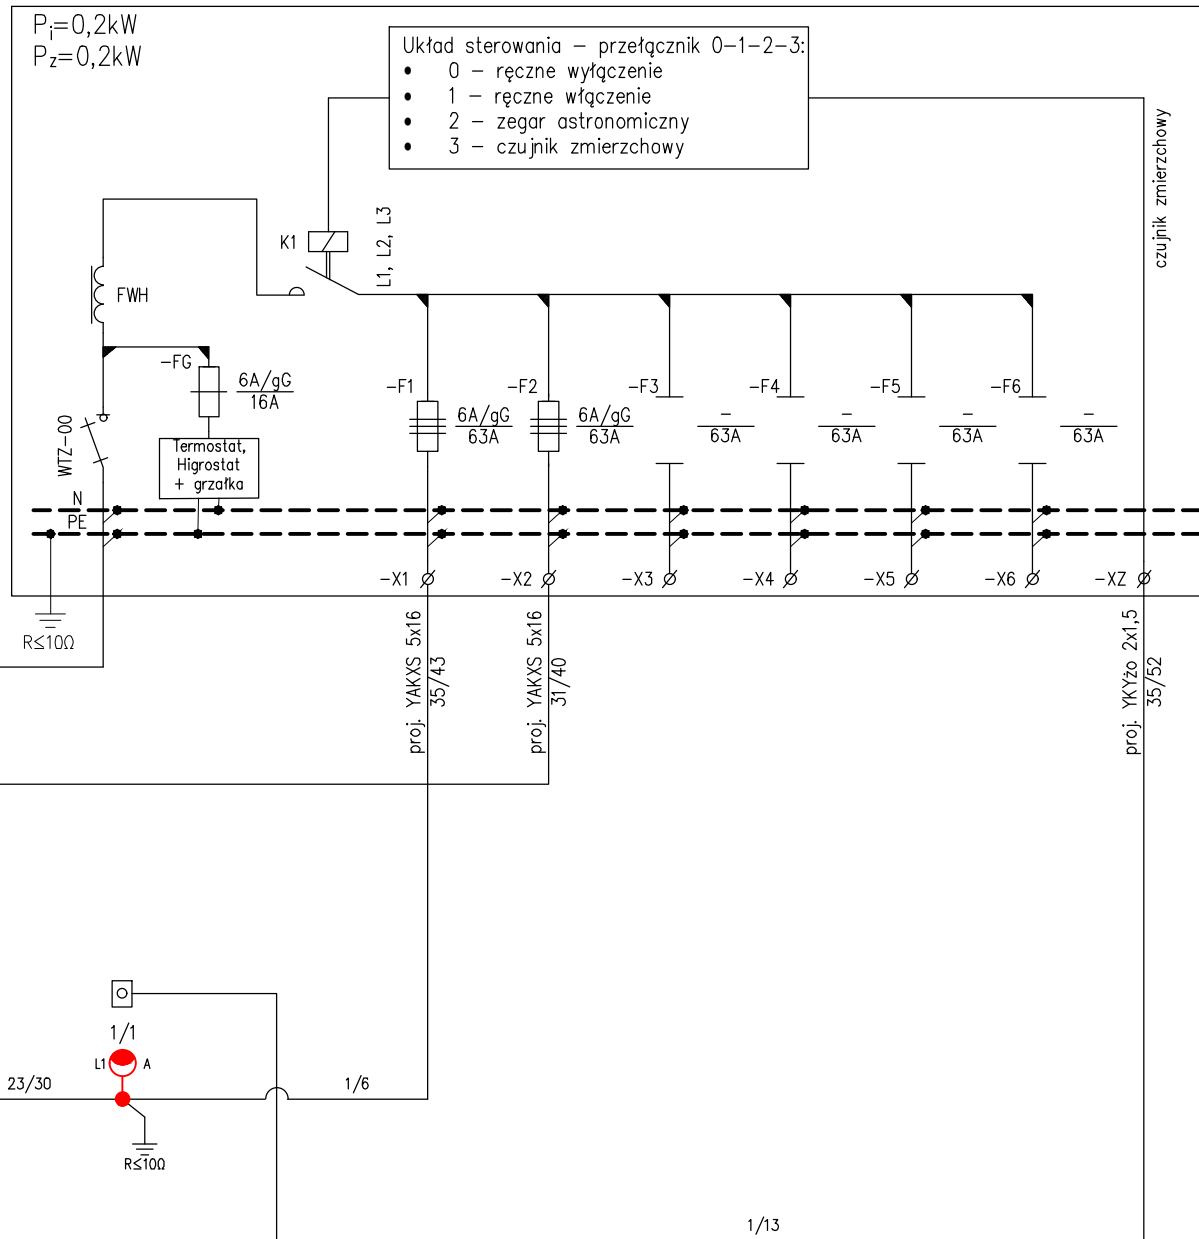 Pi=0,2kW
Pz=0,2kW
Układ sterowania – przełącznik 0–1–2–3:
• 0 – ręczne wyłączenie
• 1 – ręczne włączenie
• 2 – zegar astronomiczny
• 3 – czujnik zmierzchowy
czujnik zmierzchowy
K1
L1, L2, L3
FWH
–FG
6A/gG
16A
–F1
6A/gG
63A
–F2
6A/gG
63A
–F3
–
63A
–F4
–
63A
–F5
–
63A
–F6
–
63A
WTZ–00
Termostat,
Higrostat
+ grzałka
N
PE
–X1
–X2
–X3
–X4
–X5
–X6
–XZ
R≤10Ω
proj. YAKXS 5x16
35/43
proj. YAKXS 5x16
31/40
proj. YKYżo 2x1,5
35/52
1/1
L1
A
23/30
1/6
R≤10Ω
1/13